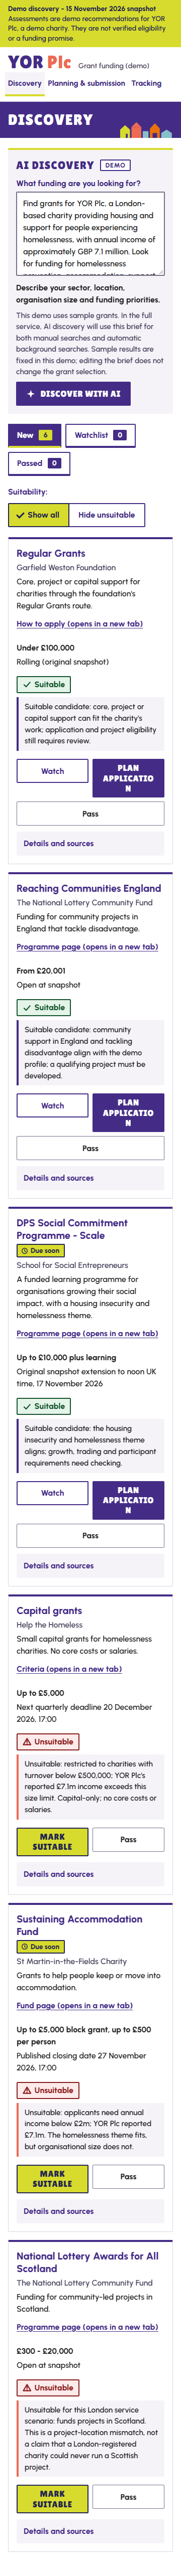 Demo discovery - 15 November 2026 snapshot
Assessments are demo recommendations for YOR
Plc, a demo charity. They are not verified eligibility
or a funding promise.
YOR Plc Grant funding (demo)
Discovery Planning & submission Tracking
DISCOVERY
AI DISCOVERY DEMO
What funding are you looking for?
Find grants for YOR Plc, a London-
based charity providing housing and
support for people experiencing
homelessness, with annual income of
approximately GBP 7.1 million. Look
for funding for homelessness
Describe your sector, location,
organisation size and funding priorities.
This demo uses sample grants. In the full
service, AI discovery will use this brief for
both manual searches and automatic
background searches. Sample results are
fixed in this demo; editing the brief does not
change the grant selection.
DISCOVER WITH AI
New 6 Watchlist 0
Passed 0
Suitability:
Show all Hide unsuitable
Regular Grants
Garfield Weston Foundation
Core, project or capital support for
charities through the foundation's
Regular Grants route.
How to apply (opens in a new tab)
Under £100,000
Rolling (original snapshot)
Suitable
Suitable candidate: core, project or
capital support can fit the charity's
work; application and project eligibility
still requires review.
Watch PLAN
APPLICATIO
N
Pass
Details and sources
Reaching Communities England
The National Lottery Community Fund
Funding for community projects in
England that tackle disadvantage.
Programme page (opens in a new tab)
From £20,001
Open at snapshot
Suitable
Suitable candidate: community
support in England and tackling
disadvantage align with the demo
profile; a qualifying project must be
developed.
Watch PLAN
APPLICATIO
N
Pass
Details and sources
DPS Social Commitment
Programme - Scale
Due soon
School for Social Entrepreneurs
A funded learning programme for
organisations growing their social
impact, with a housing insecurity and
homelessness theme.
Programme page (opens in a new tab)
Up to £10,000 plus learning
Original snapshot extension to noon UK
time, 17 November 2026
Suitable
Suitable candidate: the housing
insecurity and homelessness theme
aligns; growth, trading and participant
requirements need checking.
Watch PLAN
APPLICATIO
N
Pass
Details and sources
Capital grants
Help the Homeless
Small capital grants for homelessness
charities. No core costs or salaries.
Criteria (opens in a new tab)
Up to £5,000
Next quarterly deadline 20 December
2026, 17:00
Unsuitable
Unsuitable: restricted to charities with
turnover below £500,000; YOR Plc's
reported £7.1m income exceeds this
size limit. Capital-only; no core costs or
salaries.
MARK
SUITABLE Pass
Details and sources
Sustaining Accommodation
Fund
Due soon
St Martin-in-the-Fields Charity
Grants to help people keep or move into
accommodation.
Fund page (opens in a new tab)
Up to £5,000 block grant, up to £500
per person
Published closing date 27 November
2026, 17:00
Unsuitable
Unsuitable: applicants need annual
income below £2m; YOR Plc reported
£7.1m. The homelessness theme fits,
but organisational size does not.
MARK
SUITABLE Pass
Details and sources
National Lottery Awards for All
Scotland
The National Lottery Community Fund
Funding for community-led projects in
Scotland.
Programme page (opens in a new tab)
£300 - £20,000
Open at snapshot
Unsuitable
Unsuitable for this London service
scenario: funds projects in Scotland.
This is a project-location mismatch, not
a claim that a London-registered
charity could never run a Scottish
project.
MARK
SUITABLE Pass
Details and sources